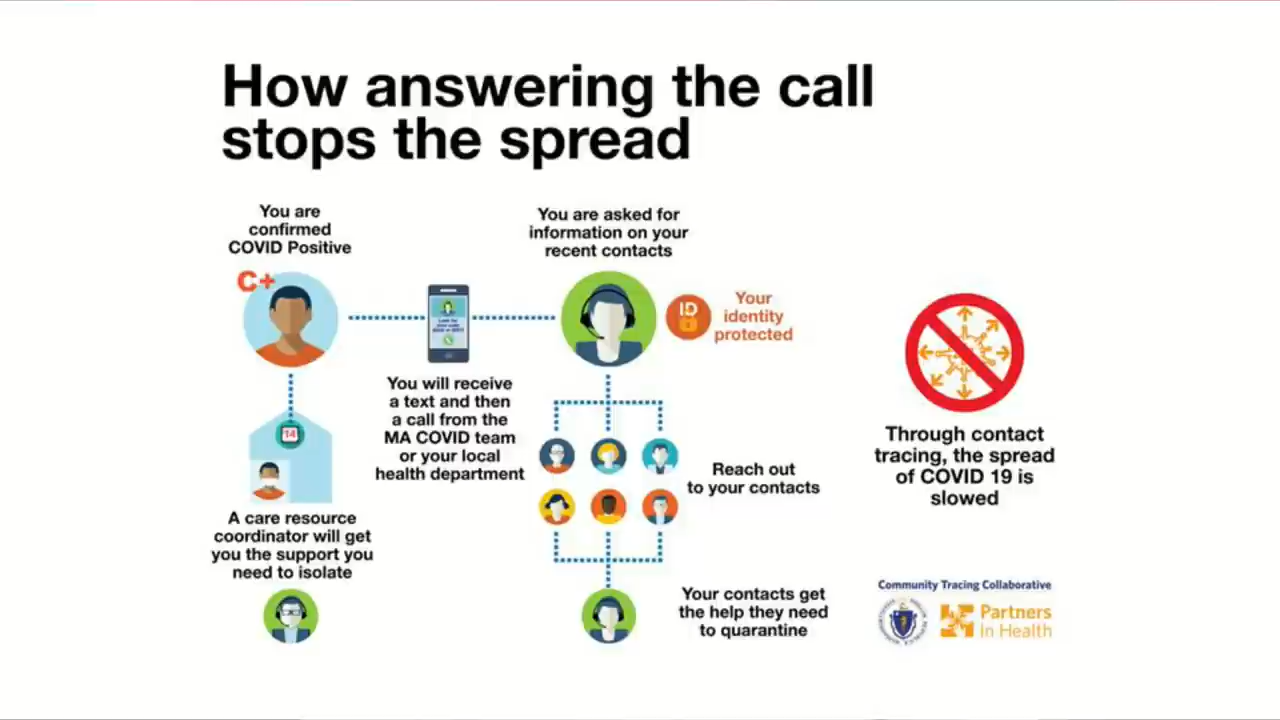 How answering the call
stops the spread
You are
confirmed
COVID Positive
C+
You are asked for
information on your
recent contacts
ID
Your
identity
protected
You will receive
a text and then
a call from the
MA COVID team
or your local
health department
14
A care resource
coordinator will get
you the support you
need to isolate
Reach out
to your contacts
Your contacts get
the help they need
to quarantine
Through contact
tracing, the spread
of COVID 19 is
slowed
Community Tracing Collaborative
Partners
In Health